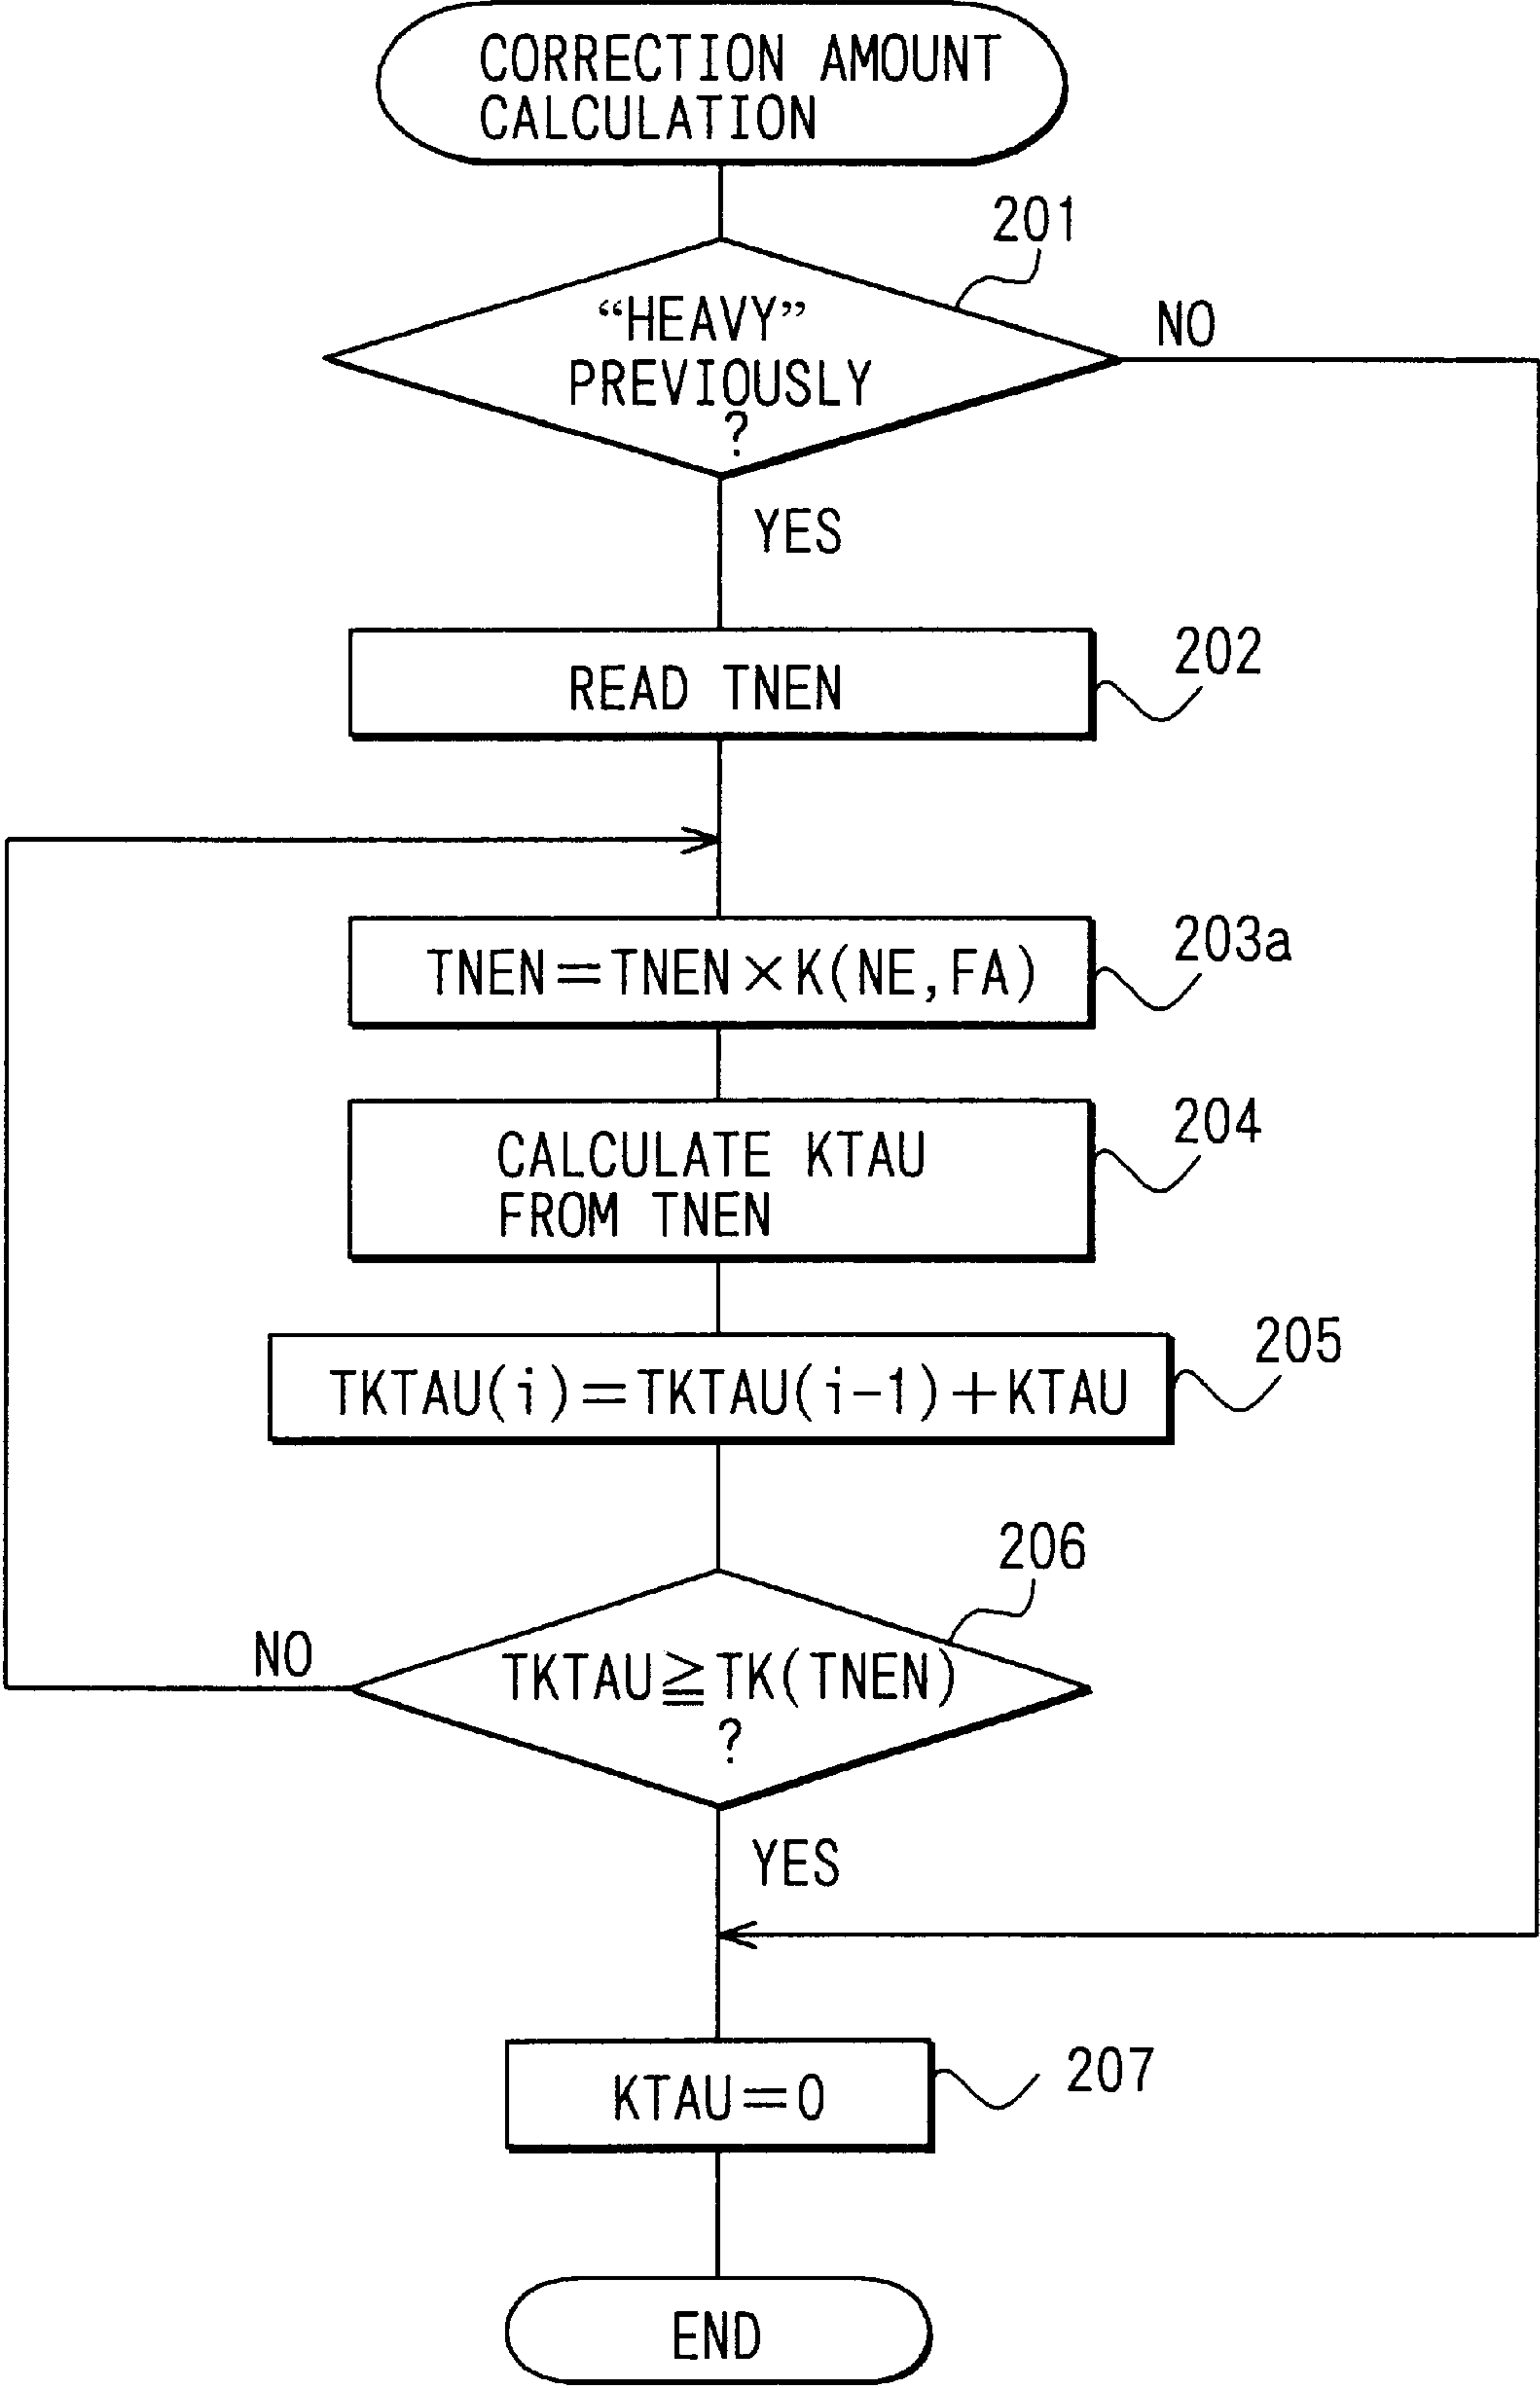 CORRECTION AMOUNT
CALCULATION
201
“HEAVY”
PREVIOUSLY
?
NO
YES
READ TNEN
202
TNEN=TNEN×K(NE,FA)
203a
CALCULATE KTAU
FROM TNEN
204
TKTAU(i)=TKTAU(i-1)+KTAU
205
206
NO
TKTAU≧TK(TNEN)
?
YES
KTAU=0
207
END